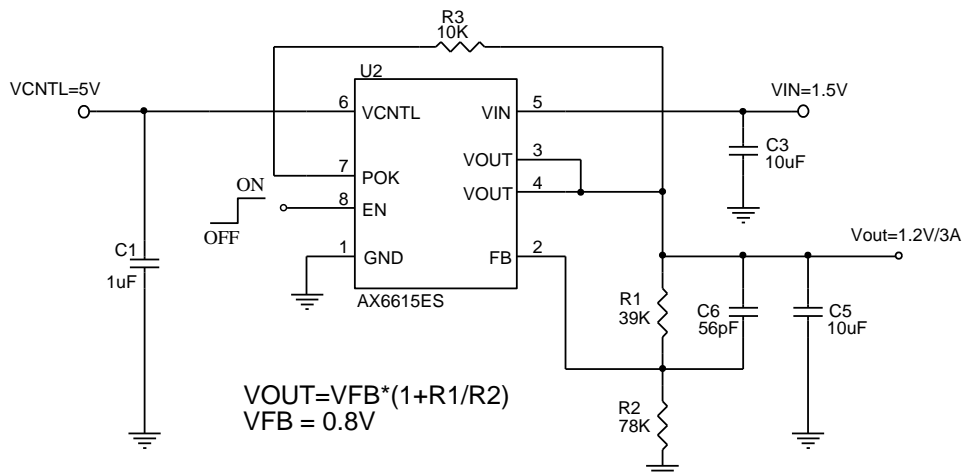 R3
10K
U2
VCNTL=5V
6
VCNTL
VIN
5
VIN=1.5V
C3
10uF
VOUT
3
7
POK
VOUT
4
ON
OFF
8
EN
Vout=1.2V/3A
C1
1uF
1
GND
FB
2
AX6615ES
R1
39K
C6
56pF
C5
10uF
VOUT=VFB*(1+R1/R2)
VFB = 0.8V
R2
78K